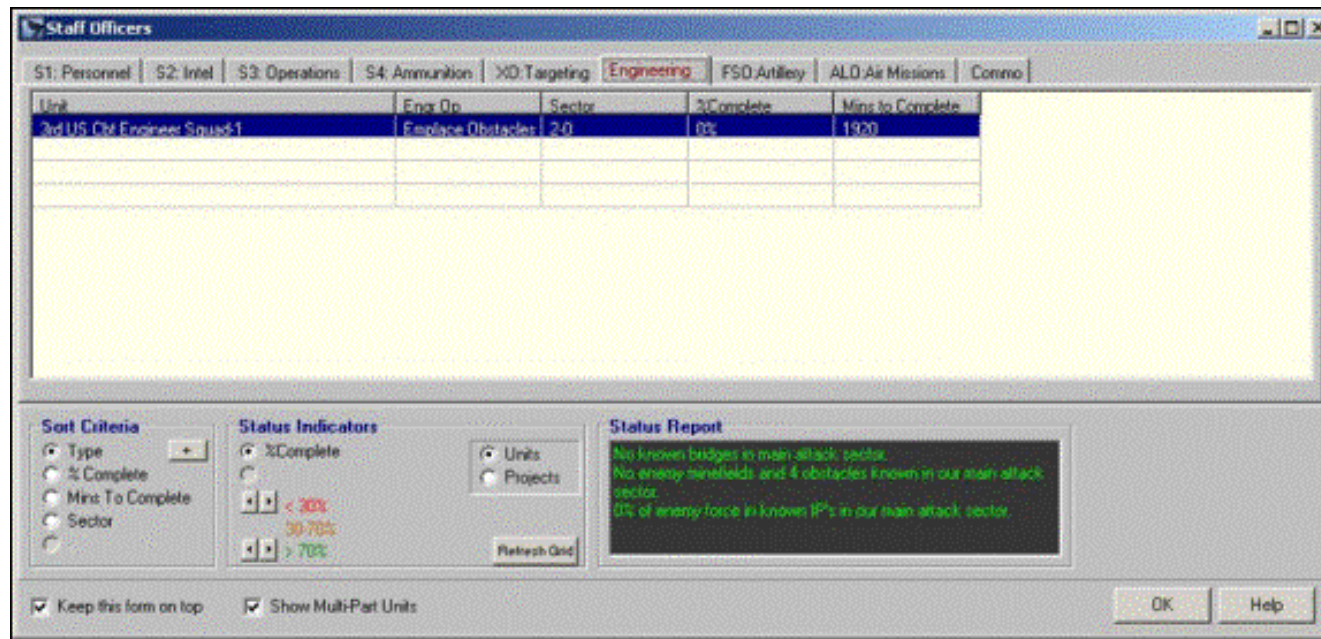 Staff Officers
S1: Personnel S2: Intel S3: Operations S4: Ammunition XO:Targeting Engineering FSO:Artillery ALO:Air Missions Commo
Unit Engr Op Sector %Complete Mins to Complete
3rd US Cbt Engineer Squad-1 Emplace Obstacles 2-0 0% 1920
Sort Criteria Status Indicators Status Report
Type + %Complete Units No known bridges in main attack sector.
% Complete Projects No enemy minefields and 4 obstacles known in our main attack
Mins To Complete < 30% sector.
Sector 30-70% 0% of enemy force in known IP's in our main attack sector.
> 70% Refresh Grid
Keep this form on top Show Multi-Part Units OK Help